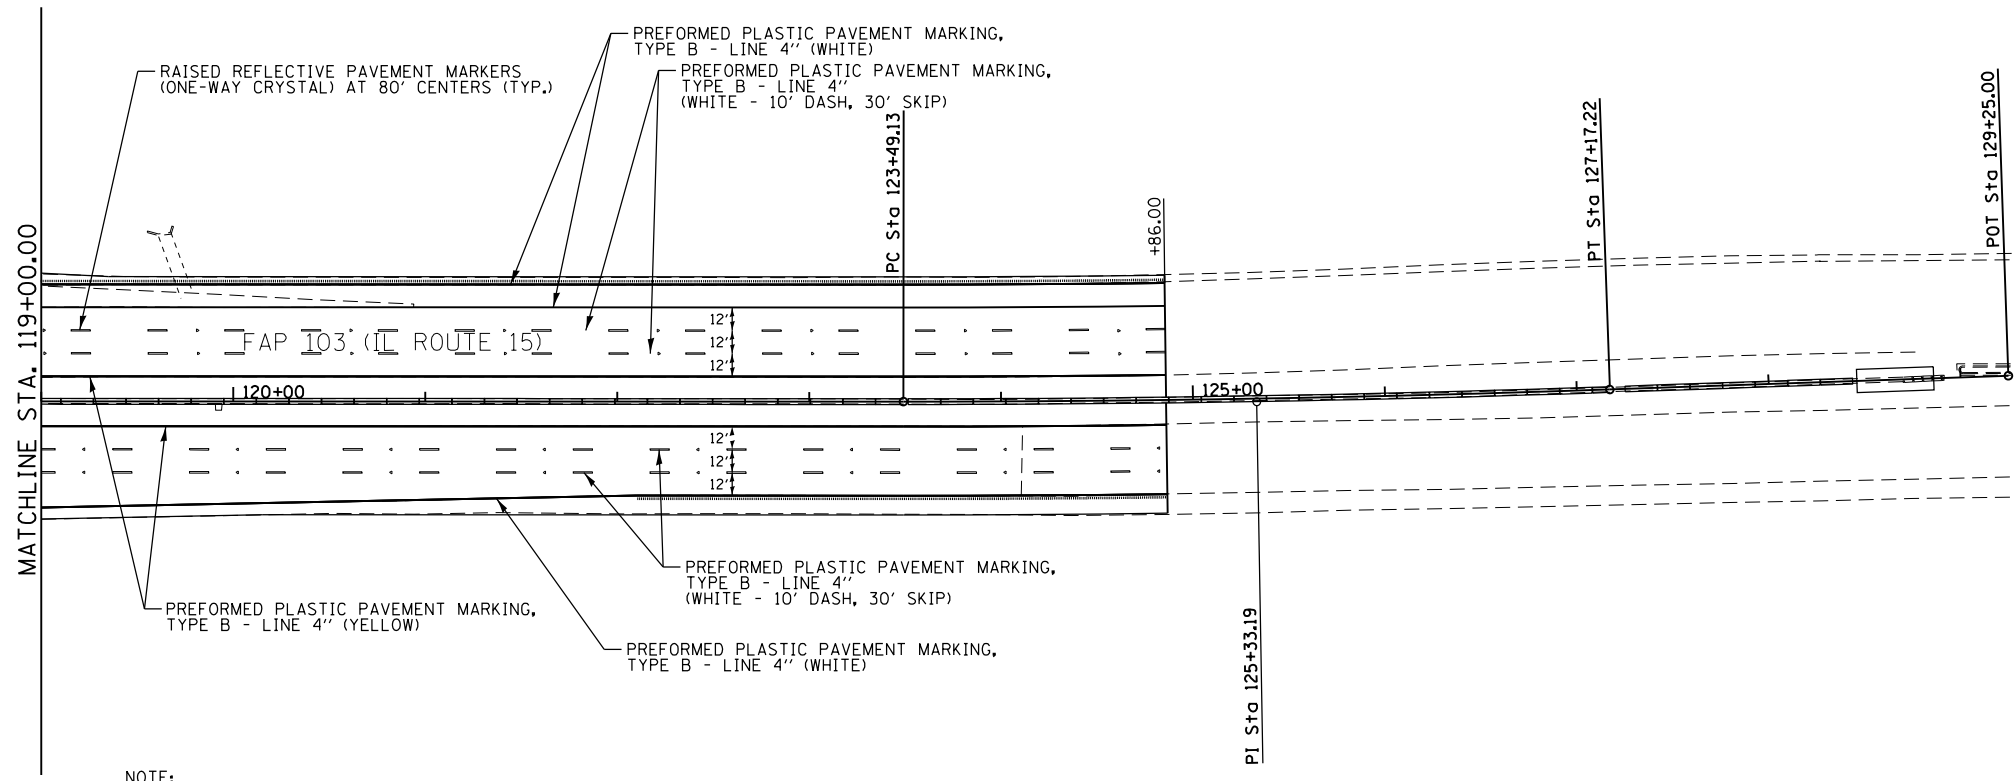 PREFORMED PLASTIC PAVEMENT MARKING,
TYPE B - LINE 4'' (WHITE)
RAISED REFLECTIVE PAVEMENT MARKERS
(ONE-WAY CRYSTAL) AT 80' CENTERS (TYP.)
PREFORMED PLASTIC PAVEMENT MARKING,
TYPE B - LINE 4''
(WHITE - 10' DASH, 30' SKIP)
PC Sta 123+49.13
+86.00
PT Sta 127+17.22
POT Sta 129+25.00
MATCHLINE STA. 119+00.00
FAP 103 (IL ROUTE 15)
12'
12'
12'
120+00
125+00
12'
12'
12'
PREFORMED PLASTIC PAVEMENT MARKING,
TYPE B - LINE 4''
(WHITE - 10' DASH, 30' SKIP)
PREFORMED PLASTIC PAVEMENT MARKING,
TYPE B - LINE 4'' (YELLOW)
PREFORMED PLASTIC PAVEMENT MARKING,
TYPE B - LINE 4'' (WHITE)
PI Sta 125+33.19
NOTE: